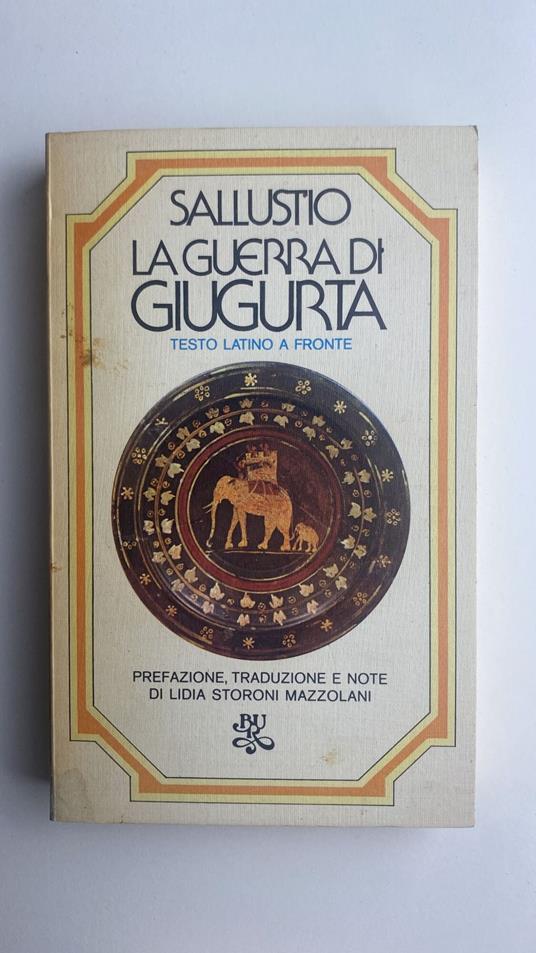 SALLUSTIO
LA GUERRA DI
GIUGURTA
TESTO LATINO A FRONTE
PREFAZIONE, TRADUZIONE E NOTE
DI LIDIA STORONI MAZZOLANI
BUR